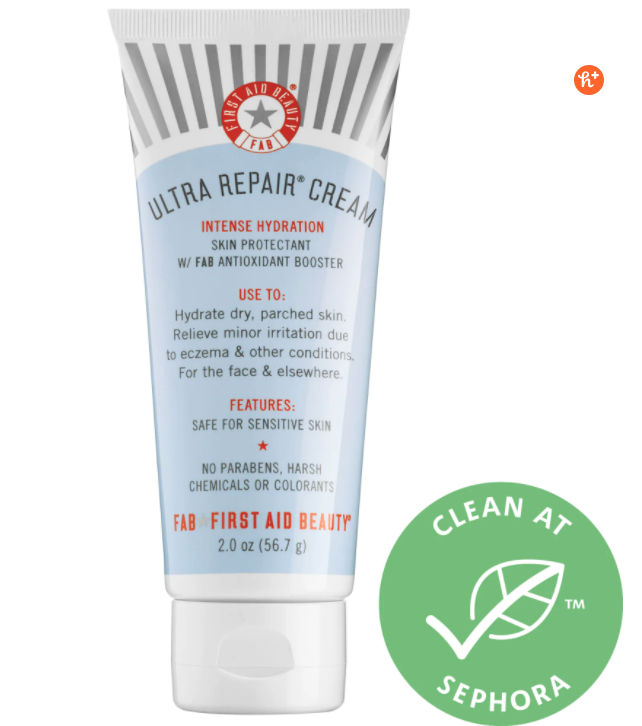 FIRST AID BEAUTY®
FAB
ULTRA REPAIR® CREAM
INTENSE HYDRATION
SKIN PROTECTANT
W/ FAB ANTIOXIDANT BOOSTER
USE TO:
Hydrate dry, parched skin.
Relieve minor irritation due
to eczema & other conditions.
For the face & elsewhere.
FEATURES:
SAFE FOR SENSITIVE SKIN
NO PARABENS, HARSH
CHEMICALS OR COLORANTS
FAB FIRST AID BEAUTY®
2.0 oz (56.7 g)
h+
CLEAN AT
TM
SEPHORA